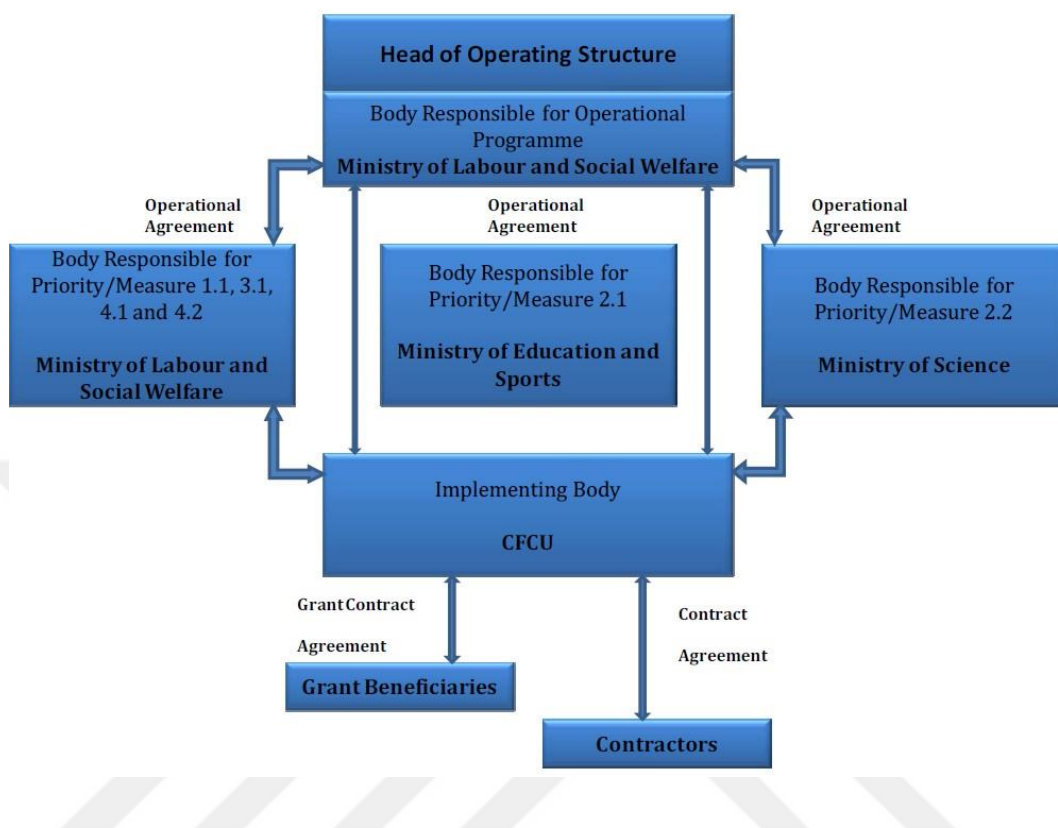 Head of Operating Structure
Body Responsible for Operational
Programme
Ministry of Labour and Social Welfare
Operational
Agreement
Operational
Agreement
Operational
Agreement
Body Responsible for
Priority/Measure 1.1, 3.1,
4.1 and 4.2
Ministry of Labour and
Social Welfare
Body Responsible for
Priority/Measure 2.1
Ministry of Education and
Sports
Body Responsible for
Priority/Measure 2.2
Ministry of Science
Implementing Body
CFCU
Grant Contract
Agreement
Contract
Agreement
Grant Beneficiaries
Contractors